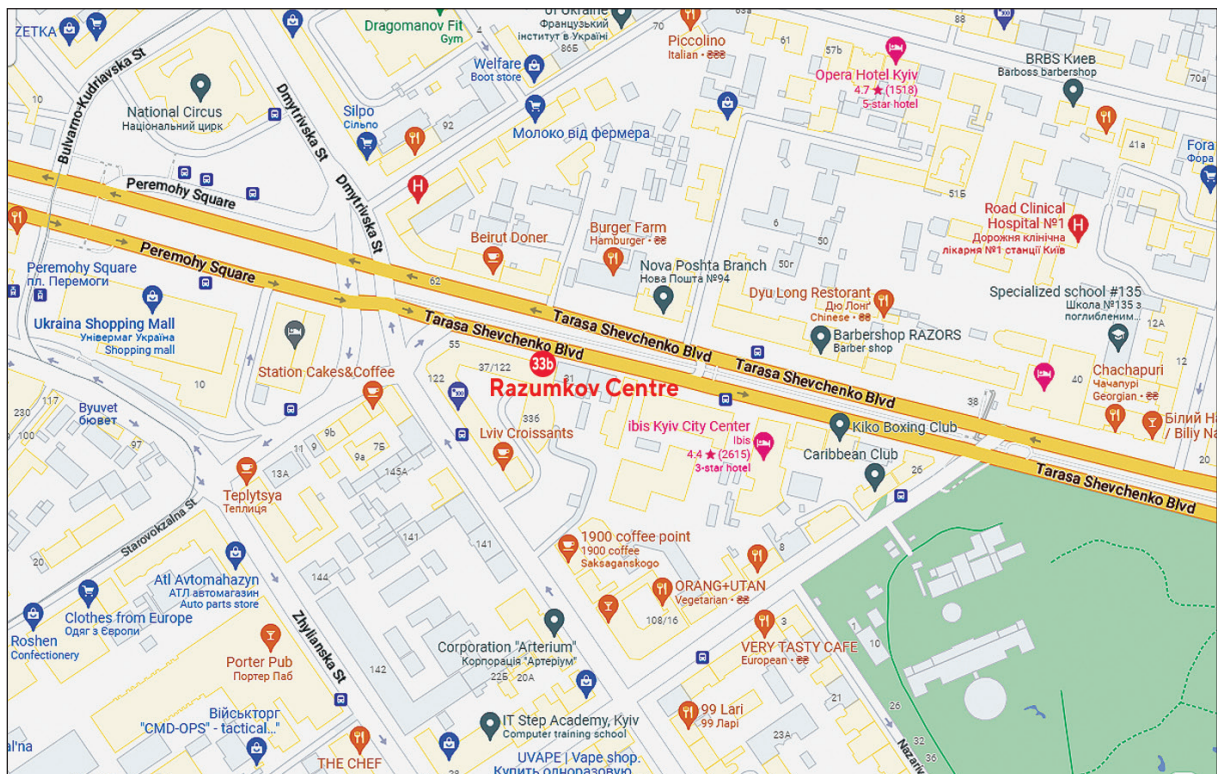 ZETKA
Bulvarno-Kudriavska St
10
National Circus
Національний цирк
Dragomanov Fit
Gym
4
Dmytrivska St
Welfare
Boot store
of Ukraine
Французький
інститут в Україні
86Б
70
63а
Piccolino
Italian • ₴₴₴
61
57b
88
Opera Hotel Kyiv
4.7 ★ (1518)
5-star hotel
BRBS Киев
Barboss barbershop
70a
Silpo
Сільпо
92
Молоко від фермера
41a
Fora
Фора
H
Peremohy Square
Dmytrivska St
51Б
Road Clinical
Hospital №1
Дорожня клінічна
лікарня №1 станції Київ
H
Beirut Doner
Burger Farm
Hamburger • ₴₴
6
50
50г
Peremohy Square
62
Nova Poshta Branch
Нова Пошта №94
Peremohy Square
пл. Перемоги
Dyu Long Restorant
Дю Лонг
Chinese • ₴₴
Specialized school #135
Школа №135 з
поглибленим...
12A
Ukraina Shopping Mall
Універмаг Україна
Shopping mall
Tarasa Shevchenko Blvd
Tarasa Shevchenko Blvd
Barbershop RAZORS
Barber shop
55
33b
Razumkov Centre
37/122
31
Tarasa Shevchenko Blvd
12
Station Cakes&Coffee
10
122
40
Chachapuri
Чачапурі
Georgian • ₴₴
38
230
117
100
Byuvet
бювет
97
11
9
9b
9a
7Б
336
Lviv Croissants
ibis Kyiv City Center
Ibis
4.4 ★ (2615)
3-star hotel
Kiko Boxing Club
Caribbean Club
26
Білий На
/ Biliy Na
20
Tarasa Shevchenko Blvd
13A
145A
Teplytsya
Теплиця
Starovokzalna St
20
141
141
144
1900 coffee point
1900 coffee
Saksaganskogo
8
Atl Avtomahazyn
АТЛ автомагазин
Auto parts store
Clothes from Europe
Одяг з Європи
Roshen
Confectionery
ORANG+UTAN
Vegetarian • ₴₴
108/16
3
1
10
Zhylianska St
Porter Pub
Портер Паб
142
Corporation "Arterium"
Корпорація "Артеріум"
22Б
20A
VERY TASTY CAFE
European • ₴₴
21
26
Військторг
"CMD-OPS" - tactical..."
IT Step Academy, Kyiv
Computer training school
99 Lari
99 Ларі
23A
32
36
Nazariv
al'na
THE CHEF
28
UVAPE | Vape shop.
Купить одноразовую